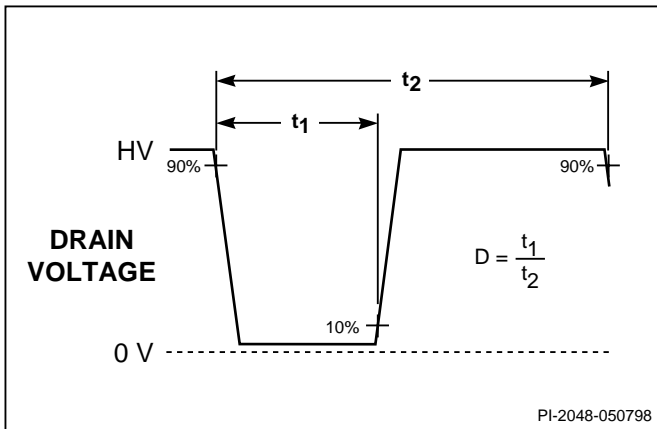 t2
t1
HV
90%
90%
DRAIN
VOLTAGE
D = t1
t2
10%
0 V
PI-2048-050798